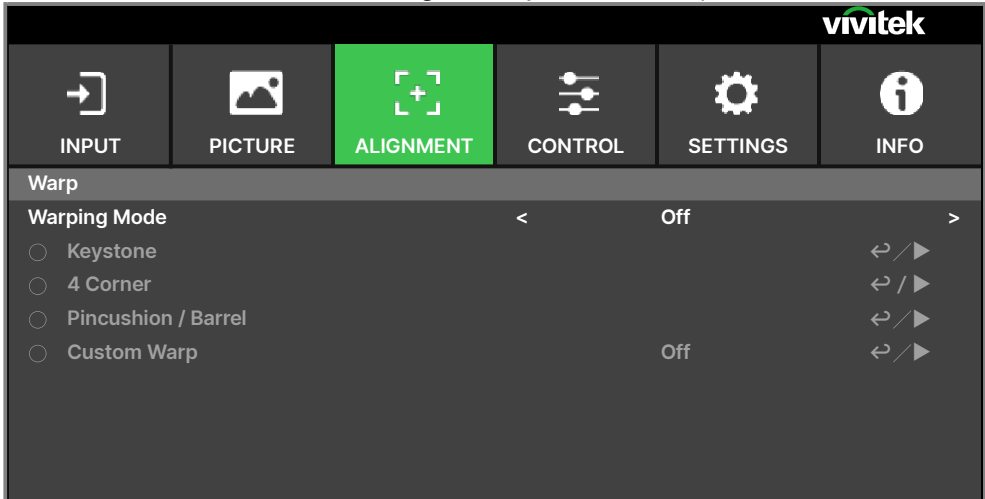 vivitek
INPUT PICTURE ALIGNMENT CONTROL SETTINGS INFO
Warp
Warping Mode < Off >
Keystone ↩/▶
4 Corner ↩/▶
Pincushion / Barrel ↩/▶
Custom Warp Off ↩/▶